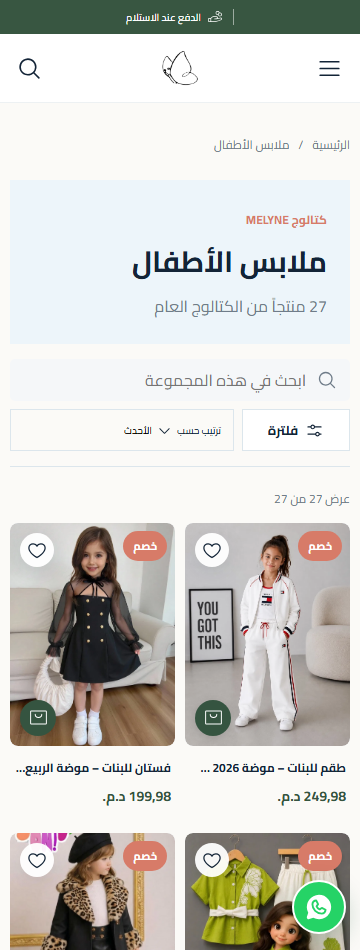 الدفع عند الاستلام
الرئيسية / ملابس الأطفال
كتالوج MELYNE
ملابس الأطفال
27 منتجاً من الكتالوج العام
ابحث في هذه المجموعة
فلترة
ترتيب حسب الأحدث
عرض 27 من 27
خصم
خصم
YOU
GOT
THIS
طقم للبنات – موضة 2026 ...
فستان للبنات – موضة الربيع...
249,98 د.م.
199,98 د.م.
خصم
خصم